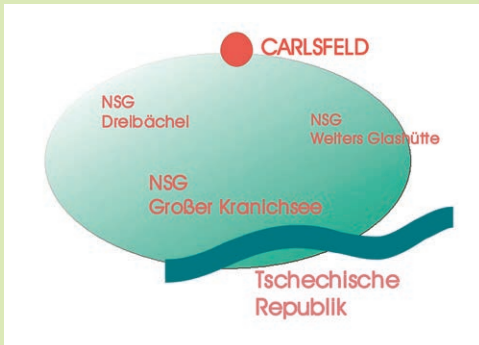 CARLSFELD
NSG
Dreibächel
NSG
Weiters Glashütte
NSG
Großer Kranichsee
Tschechische
Republik